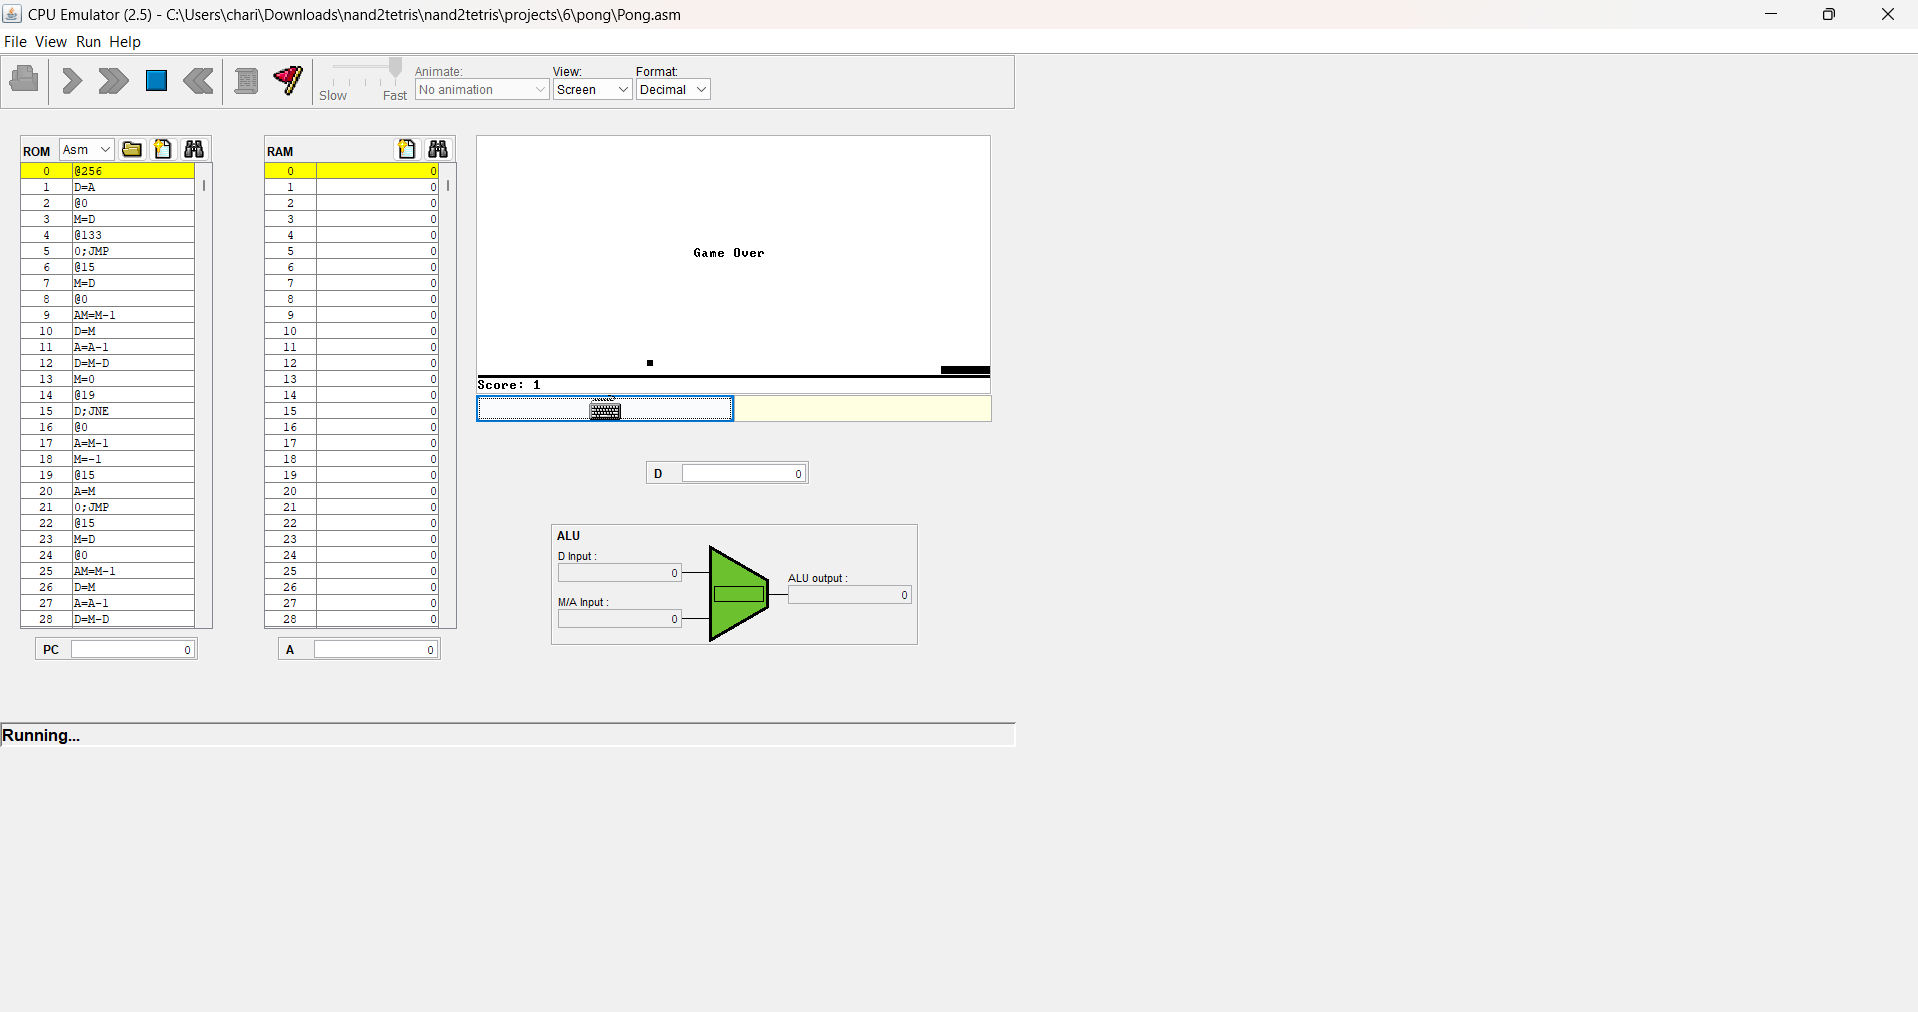 CPU Emulator (2.5) - C:\Users\chari\Downloads\nand2tetris\nand2tetris\projects\6\pong\Pong.asm
File View Run Help
Slow Fast
Animate:
No animation
View:
Screen
Format:
Decimal
ROM Asm
0 @256
1 D=A
2 @0
3 M=D
4 @133
5 0;JMP
6 @15
7 M=D
8 @0
9 AM=M-1
10 D=M
11 A=A-1
12 D=M-D
13 M=0
14 @19
15 D;JNE
16 @0
17 A=M-1
18 M=-1
19 @15
20 A=M
21 0;JMP
22 @15
23 M=D
24 @0
25 AM=M-1
26 D=M
27 A=A-1
28 D=M-D
PC 0
RAM
0 0
1 0
2 0
3 0
4 0
5 0
6 0
7 0
8 0
9 0
10 0
11 0
12 0
13 0
14 0
15 0
16 0
17 0
18 0
19 0
20 0
21 0
22 0
23 0
24 0
25 0
26 0
27 0
28 0
A 0
Game Over
Score: 1
D 0
ALU
D Input :
0
M/A Input :
0
ALU output :
0
Running...